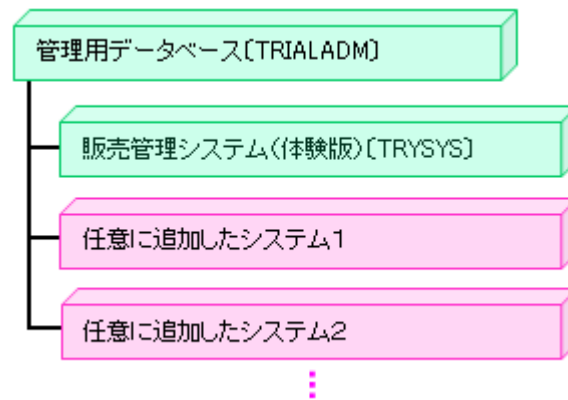 管理用データベース〔TRIALADM〕
販売管理システム(体験版)〔TRYSYS〕
任意に追加したシステム1
任意に追加したシステム2